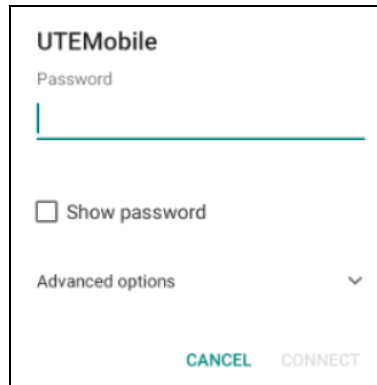 UTEMobile
Password
Show password
Advanced options
CANCEL CONNECT